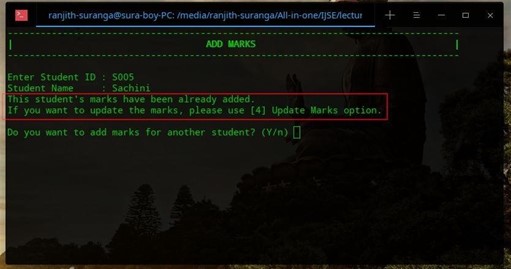 ranjith-suranga@sura-boy-PC: /media/ranjith-suranga/All-in-one/IJSE/lectur
ADD MARKS
Enter Student ID : S005
Student Name : Sachini
This student's marks have been already added.
If you want to update the marks, please use [4] Update Marks option.
Do you want to add marks for another student? (Y/n)